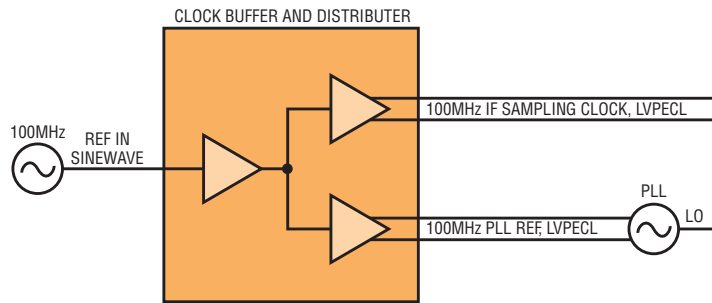 CLOCK BUFFER AND DISTRIBUTER
100MHz
REF IN
SINEWAVE
100MHz IF SAMPLING CLOCK, LVPECL
100MHz PLL REF, LVPECL
PLL
LO